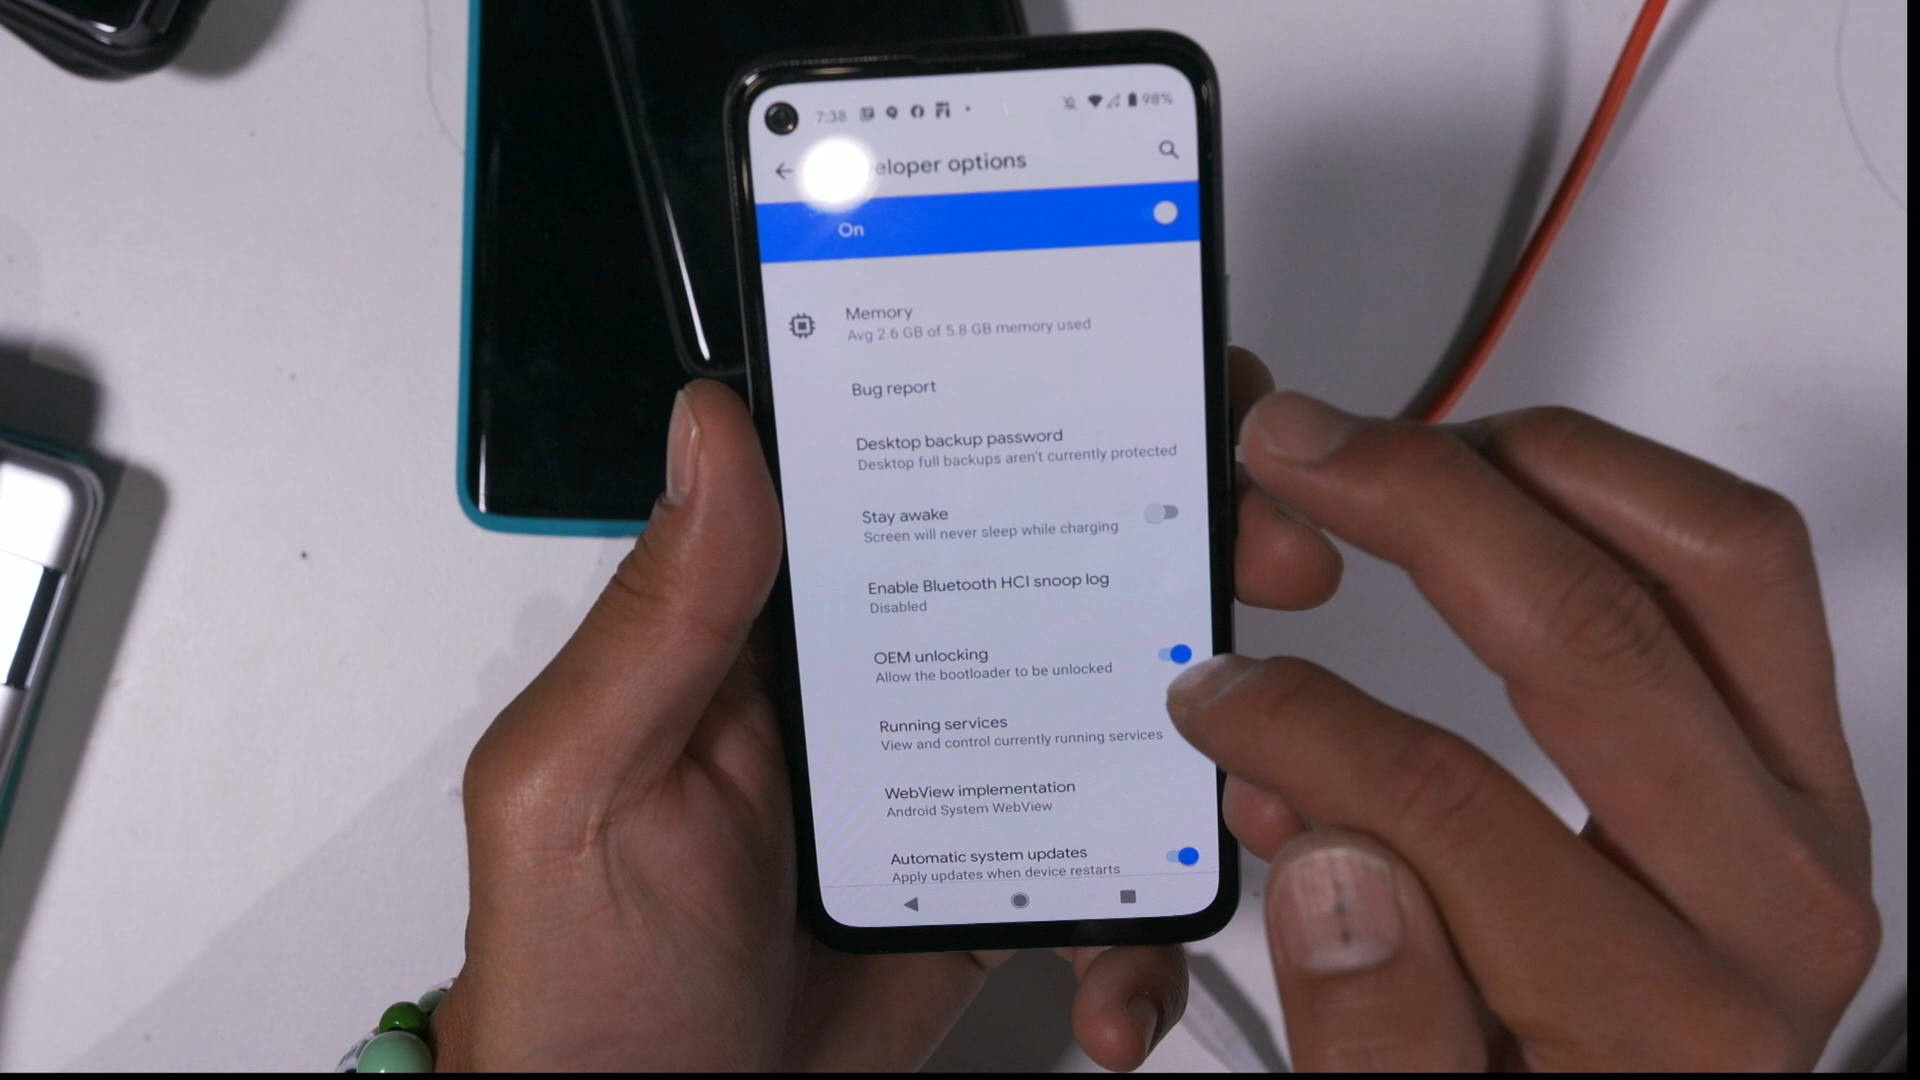 7:38 98%
eloper options
On
Memory
Avg 2.6 GB of 5.8 GB memory used
Bug report
Desktop backup password
Desktop full backups aren't currently protected
Stay awake
Screen will never sleep while charging
Enable Bluetooth HCI snoop log
Disabled
OEM unlocking
Allow the bootloader to be unlocked
Running services
View and control currently running services
WebView implementation
Android System WebView
Automatic system updates
Apply updates when device restarts